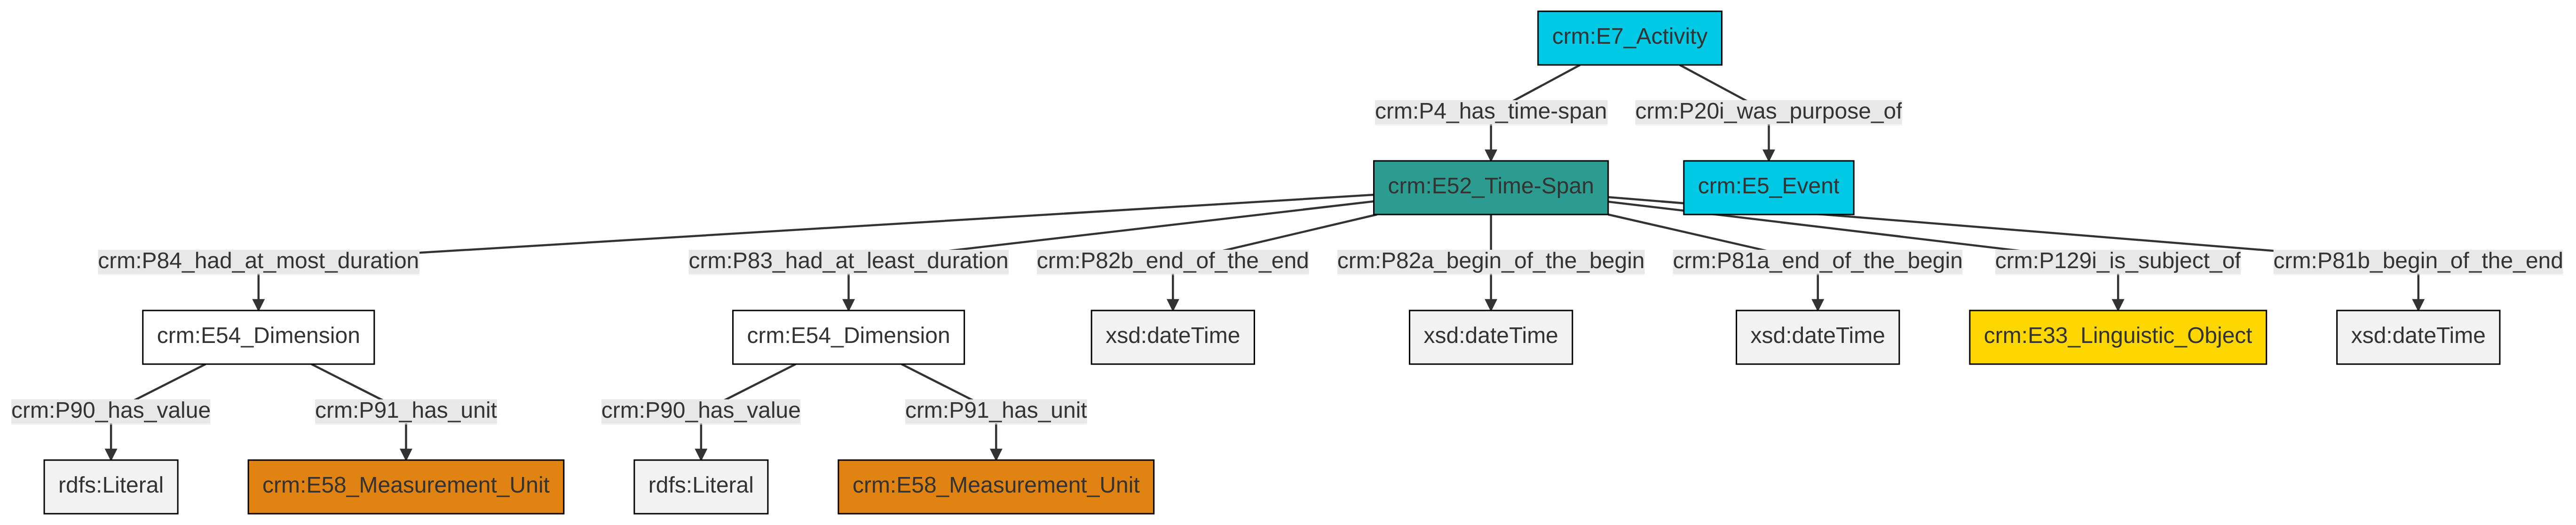 crm:E7_Activity
crm:P4_has_time-span
crm:P20i_was_purpose_of
crm:E52_Time-Span
crm:E5_Event
crm:P84_had_at_most_duration
crm:P83_had_at_least_duration
crm:P82b_end_of_the_end
crm:P82a_begin_of_the_begin
crm:P81a_end_of_the_begin
crm:P129i_is_subject_of
crm:P81b_begin_of_the_end
crm:E54_Dimension
crm:E54_Dimension
xsd:dateTime
xsd:dateTime
xsd:dateTime
crm:E33_Linguistic_Object
xsd:dateTime
crm:P90_has_value
crm:P91_has_unit
crm:P90_has_value
crm:P91_has_unit
rdfs:Literal
crm:E58_Measurement_Unit
rdfs:Literal
crm:E58_Measurement_Unit